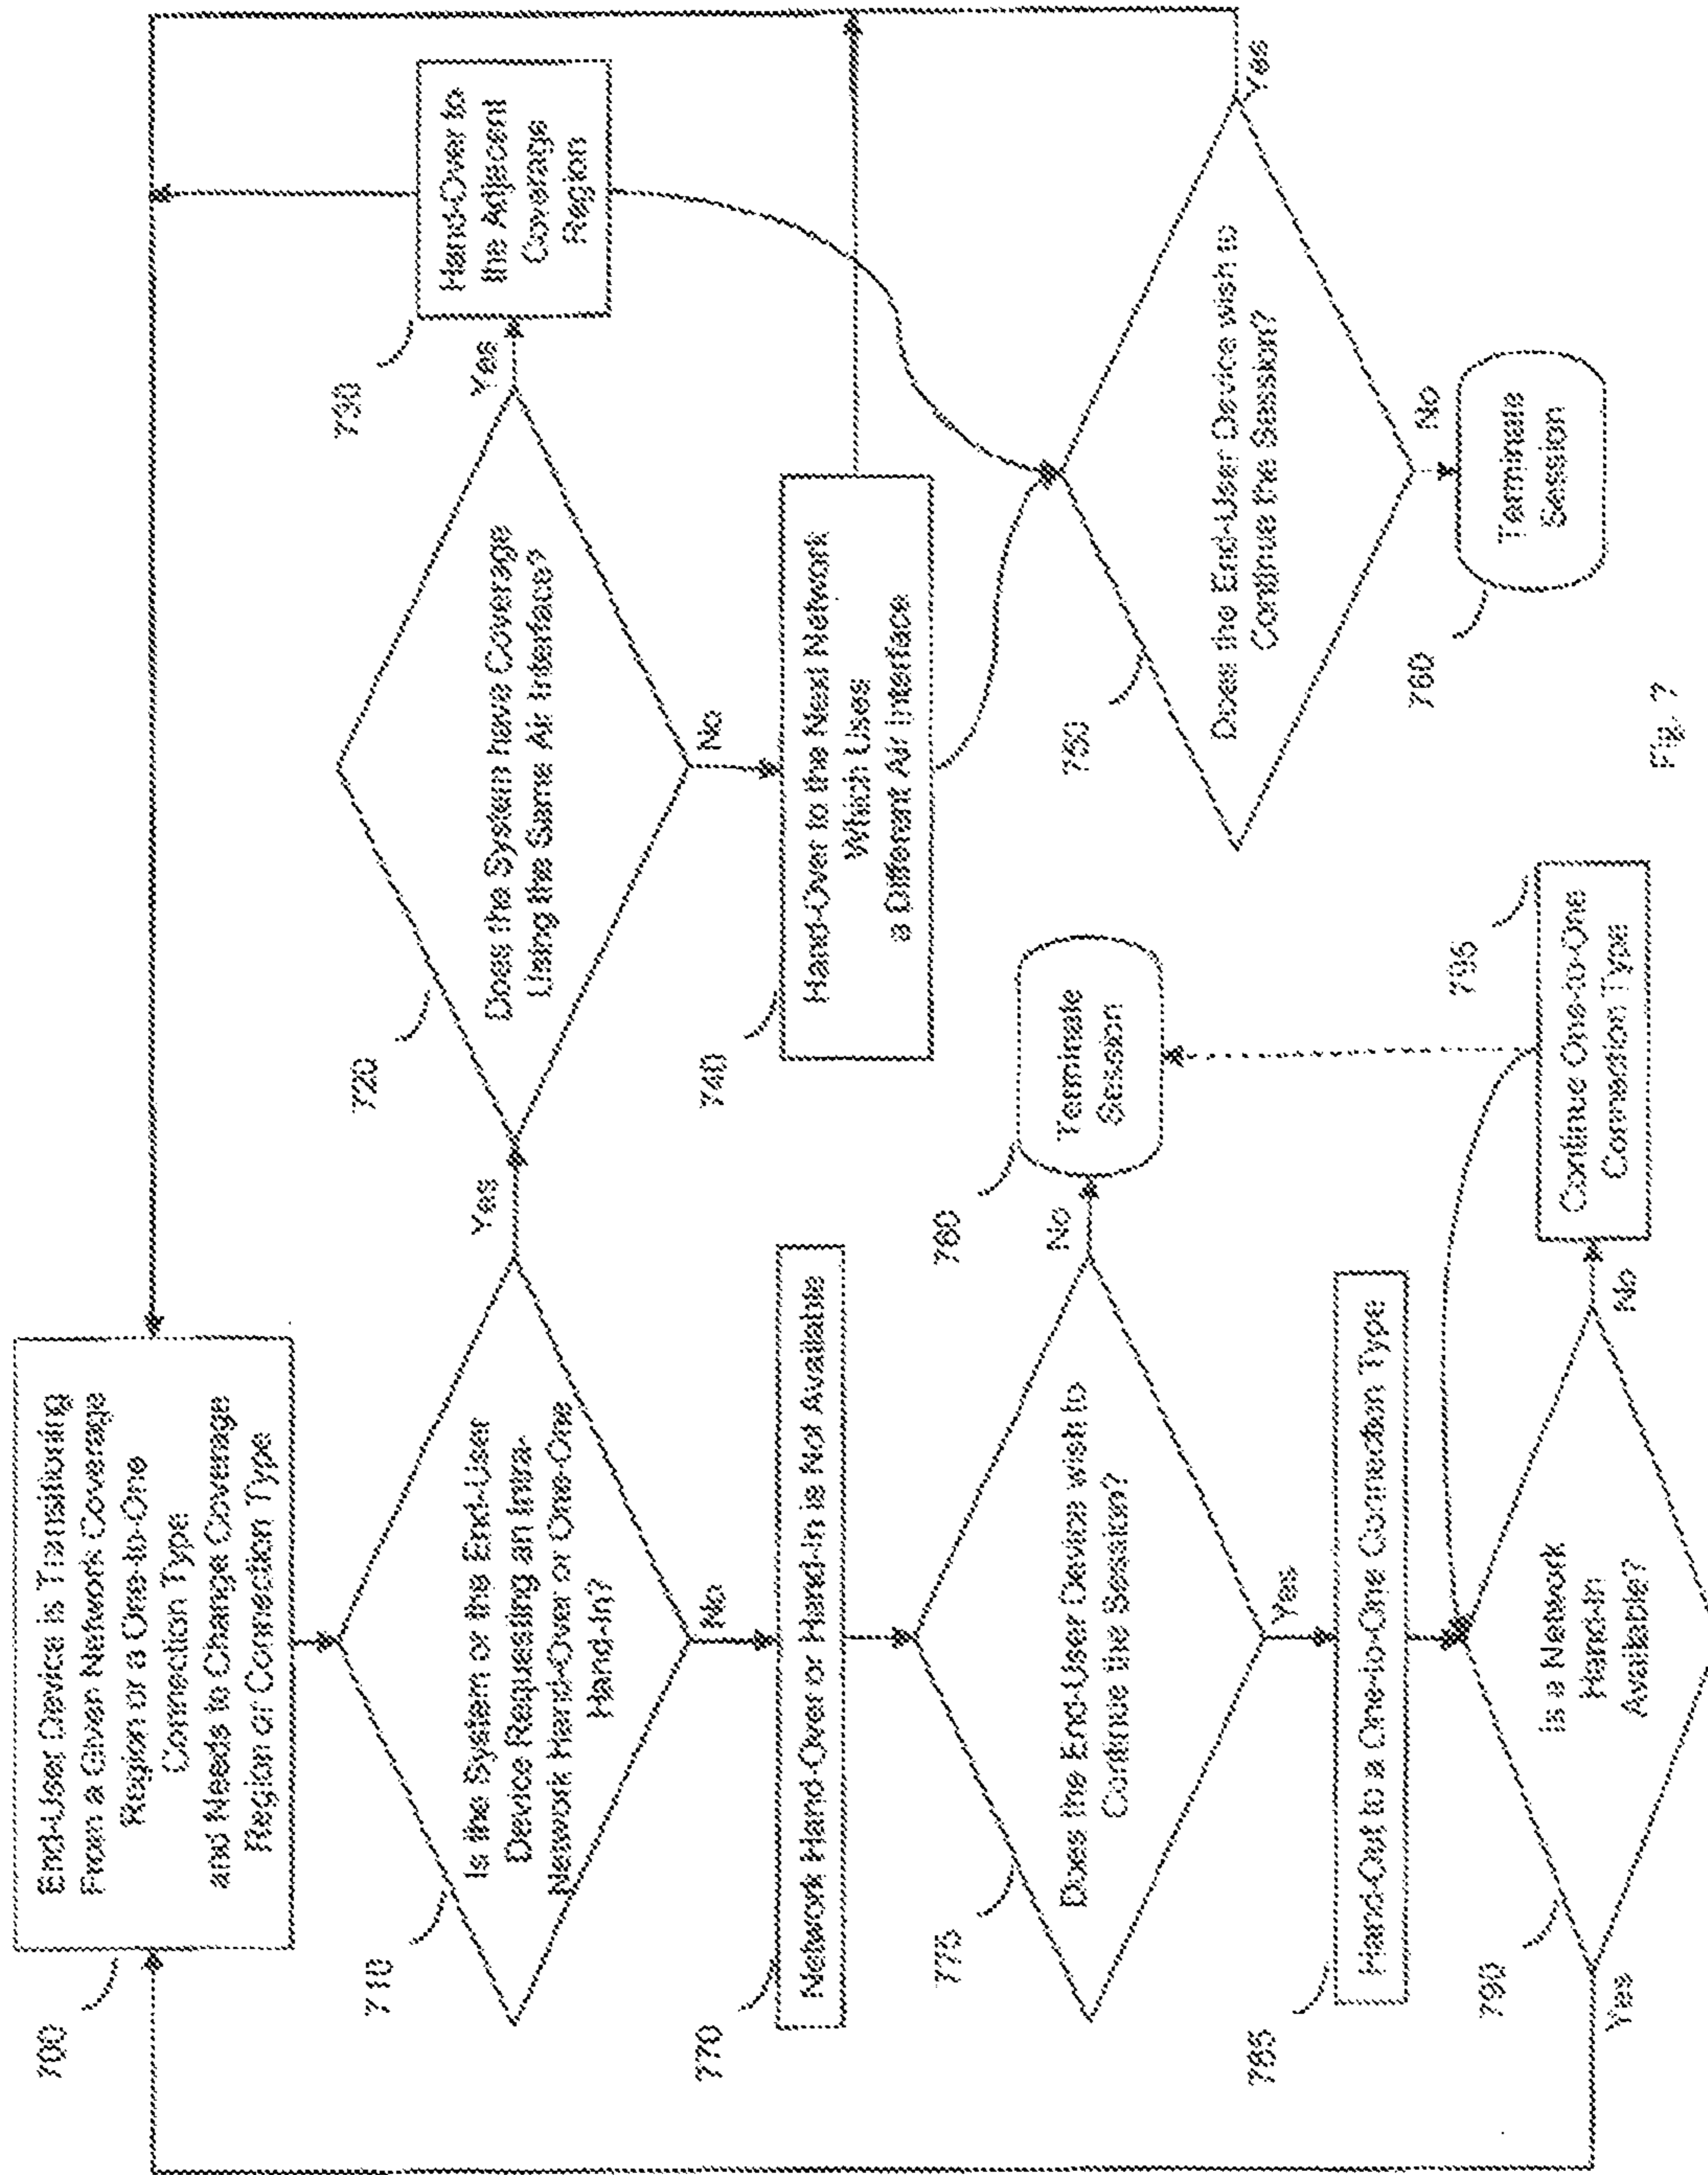 700
End-User Device is Transitioning
From a Given Network Coverage
Region or a One-to-One
Connection Type
and Needs to Change Coverage
Region or Connection Type
710
Is the System or the End-User
Device Requesting an Intra-
Network Hand-Over or One-One
Hand-In?
Yes
No
720
Does the System have Coverage
Using the Same Air Interface?
Yes
No
730
Hand-Over to
the Adjacent
Coverage
Region
740
Hand-Over to the Next Network
Which Uses
a Different Air Interface
750
Does the End-User Device wish to
Continue the Session?
Yes
No
760
Terminate
Session
770
Network Hand-Over or Hand-In is Not Available
775
Does the End-User Device wish to
Continue the Session?
No
Yes
760
Terminate
Session
785
Hand-Out to a One-to-One Connection Type
790
Is a Network
Hand-In
Available?
Yes
No
795
Continue One-to-One
Connection Type
Fig. 7